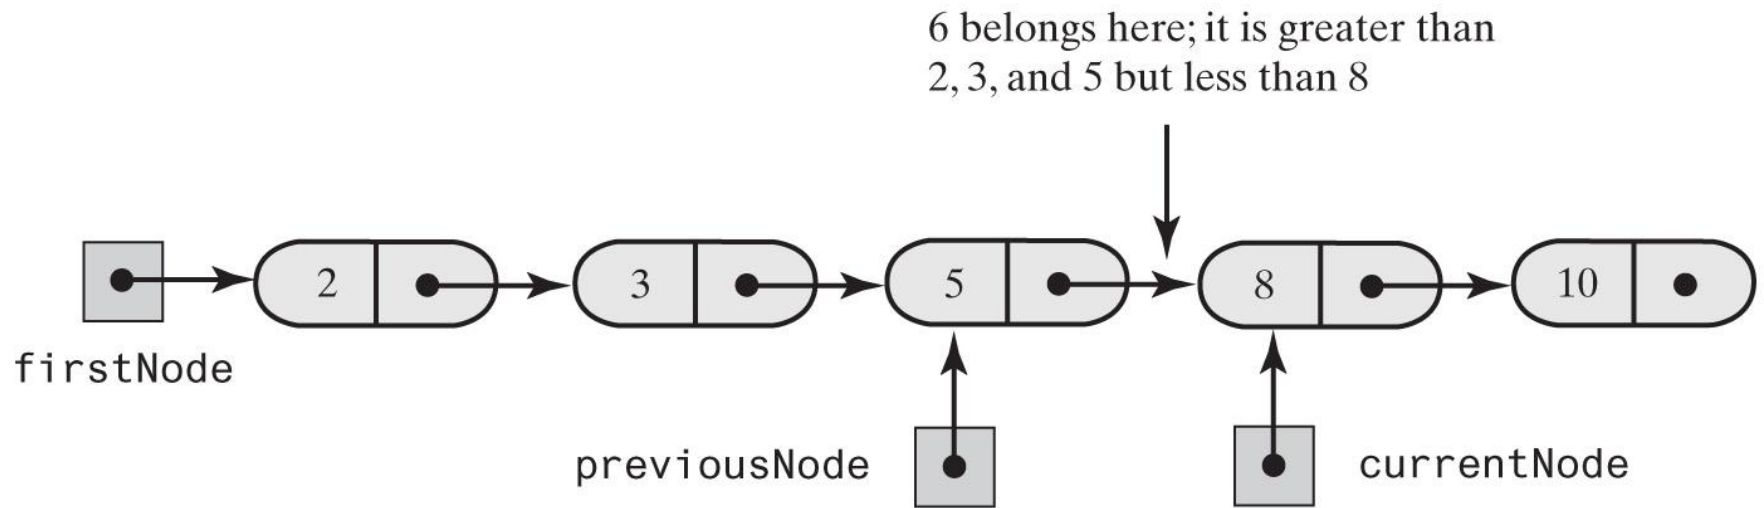 6 belongs here; it is greater than
2, 3, and 5 but less than 8
2 3 5 8 10
firstNode
previousNode currentNode